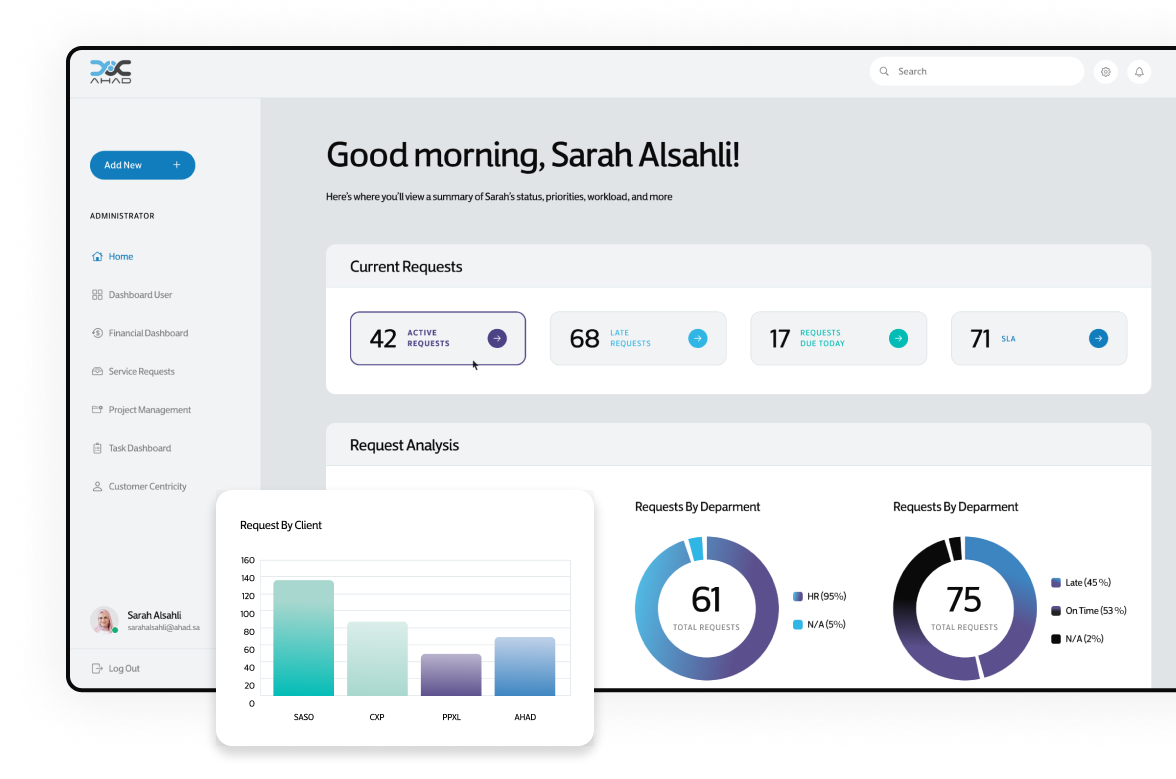 AHAD
Search
Add New +
ADMINISTRATOR
Home
Dashboard User
Financial Dashboard
Service Requests
Project Management
Task Dashboard
Customer Centricity
Sarah Alsahli
sarahalsahli@ahad.sa
Log Out
Good morning, Sarah Alsahli!
Here's where you'll view a summary of Sarah's status, priorities, workload, and more
Current Requests
42 ACTIVE
REQUESTS
68 LATE
REQUESTS
17 REQUESTS
DUE TODAY
71 SLA
Request Analysis
Request By Client
160
140
120
100
80
60
40
20
0
SASO CXP PPXL AHAD
Requests By Deparment
61
TOTAL REQUESTS
HR (95%)
N/A (5%)
Requests By Deparment
75
TOTAL REQUESTS
Late (45 %)
On Time (53 %)
N/A (2%)